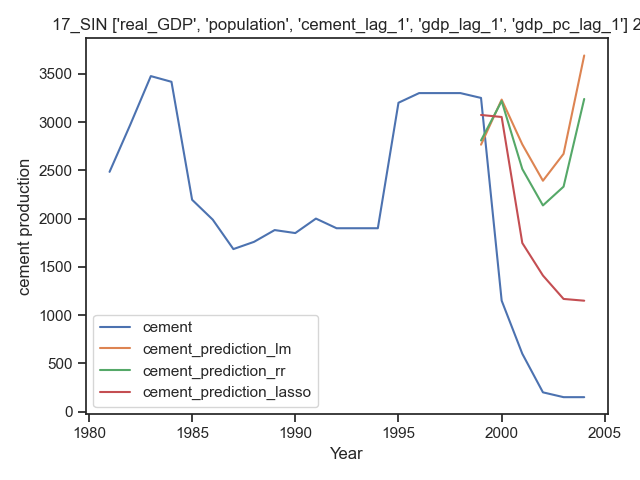 17_SIN ['real_GDP', 'population', 'cement_lag_1', 'gdp_lag_1', 'gdp_pc_lag_1'] 2
3500
3000
2500
2000
1500
1000
500
0
cement production
cement
cement_prediction_lm
cement_prediction_rr
cement_prediction_lasso
1980 1985 1990 1995 2000 2005
Year